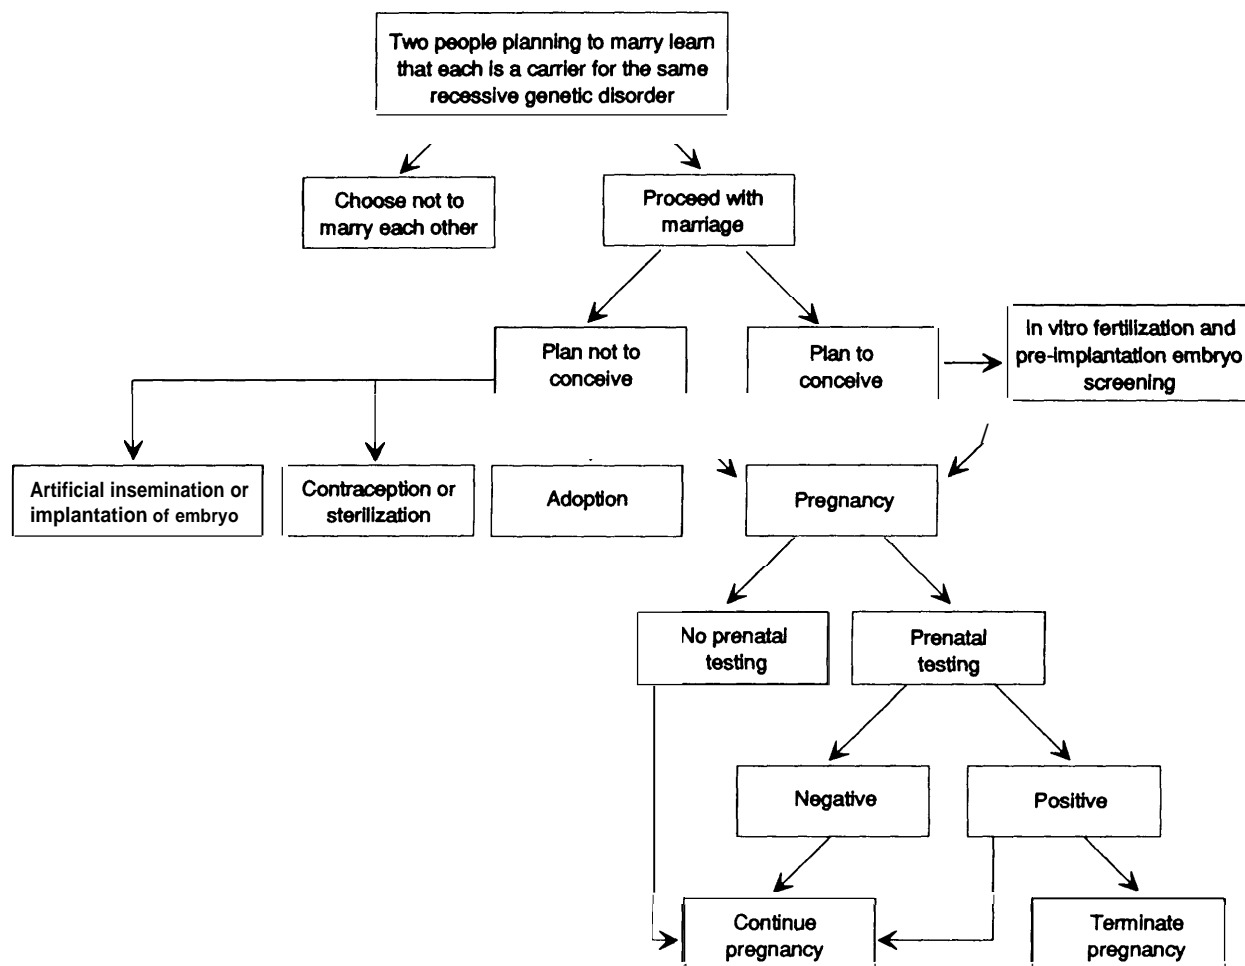 Two people planning to marry learn
that each is a carrier for the same
recessive genetic disorder
Choose not to
marry each other
Proceed with
marriage
Plan not to
conceive
Plan to
conceive
In vitro fertilization and
pre-implantation embryo
screening
Artificial insemination or
implantation of embryo
Contraception or
sterilization
Adoption
Pregnancy
No prenatal
testing
Prenatal
testing
Negative
Positive
Continue
pregnancy
Terminate
pregnancy